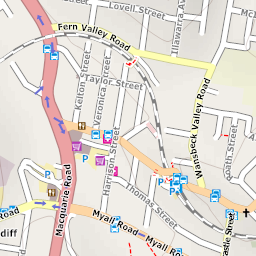 Lovell Street
Illawarra
Fern Valley Road
Taylor Street
Kelton Street
Veronica Street
Harrison Street
Wansbeck Valley Road
Macquarie Road
Thomas Street
Myall Road
Myall Road
Road
diff
P
P
P
P